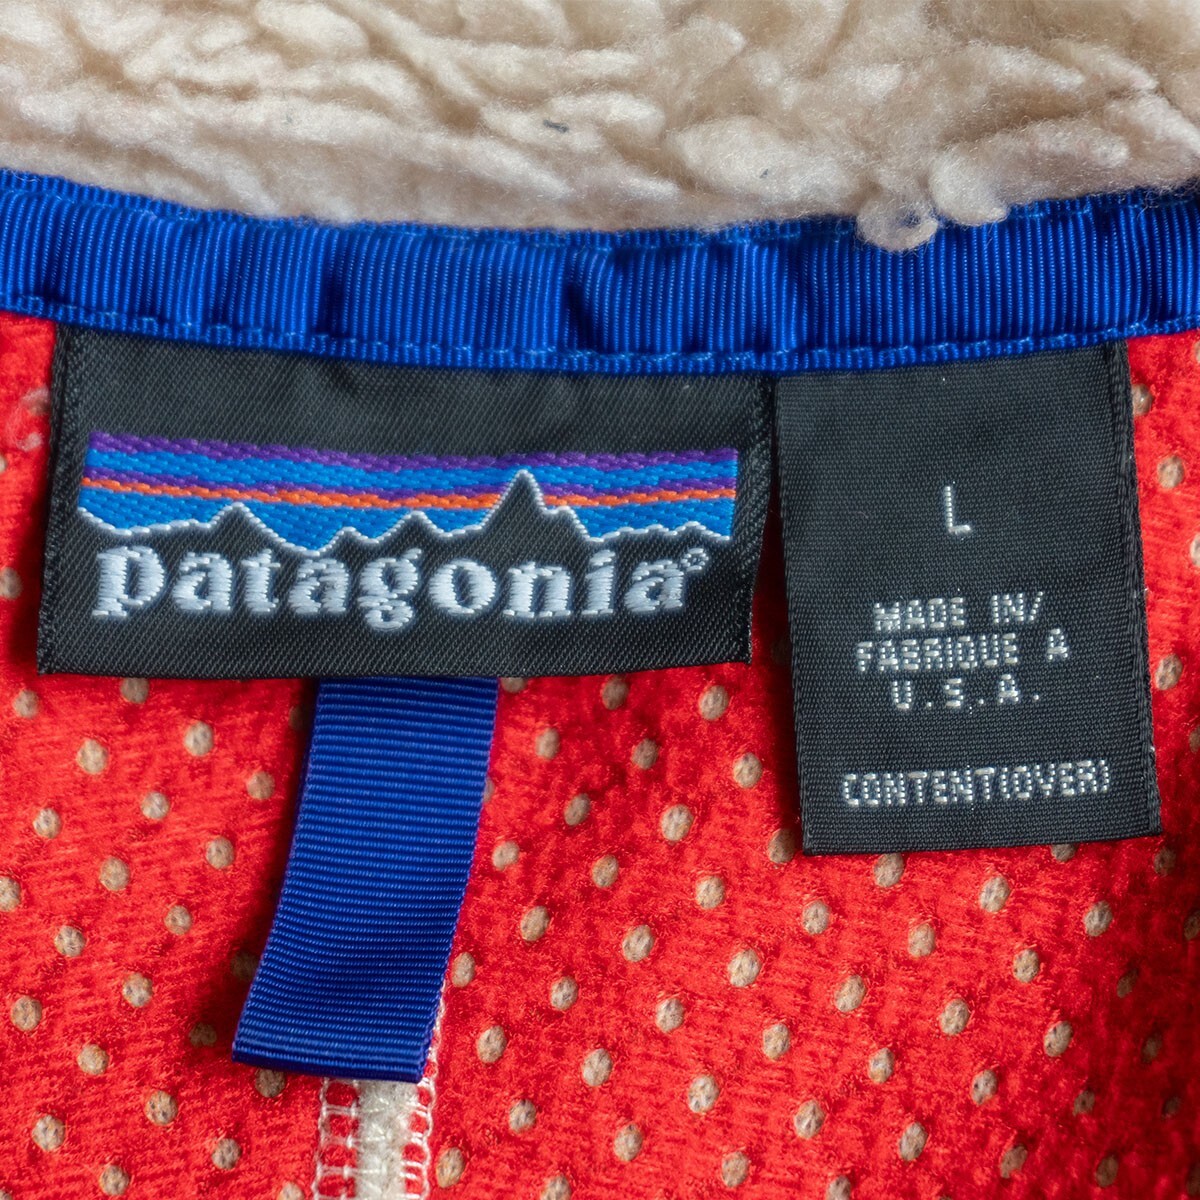 patagonia®
L
MADE IN/
FABRIQUE A
U.S.A.
CONTENT(OVER)